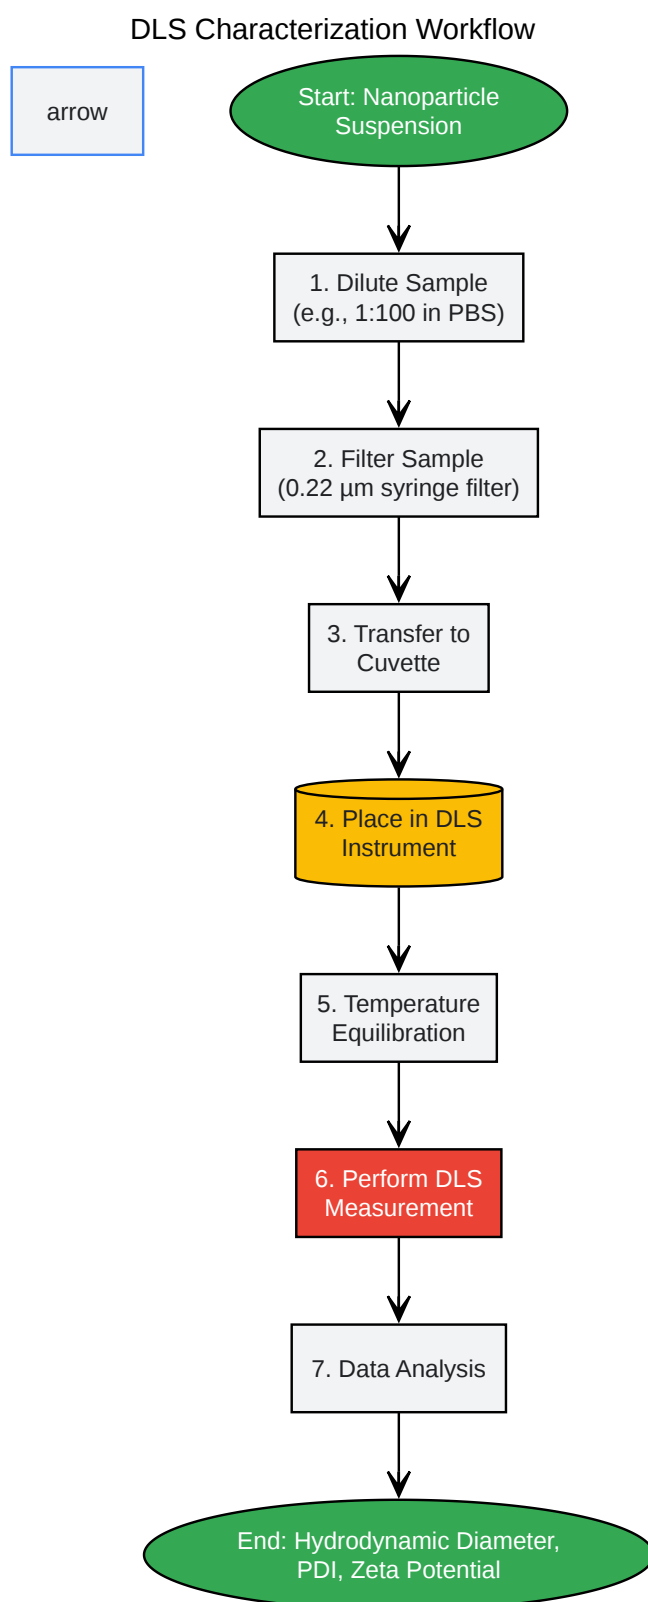 DLS Characterization Workflow
arrow
Start: Nanoparticle
Suspension
1. Dilute Sample
(e.g., 1:100 in PBS)
2. Filter Sample
(0.22 µm syringe filter)
3. Transfer to
Cuvette
4. Place in DLS
Instrument
5. Temperature
Equilibration
6. Perform DLS
Measurement
7. Data Analysis
End: Hydrodynamic Diameter,
PDI, Zeta Potential